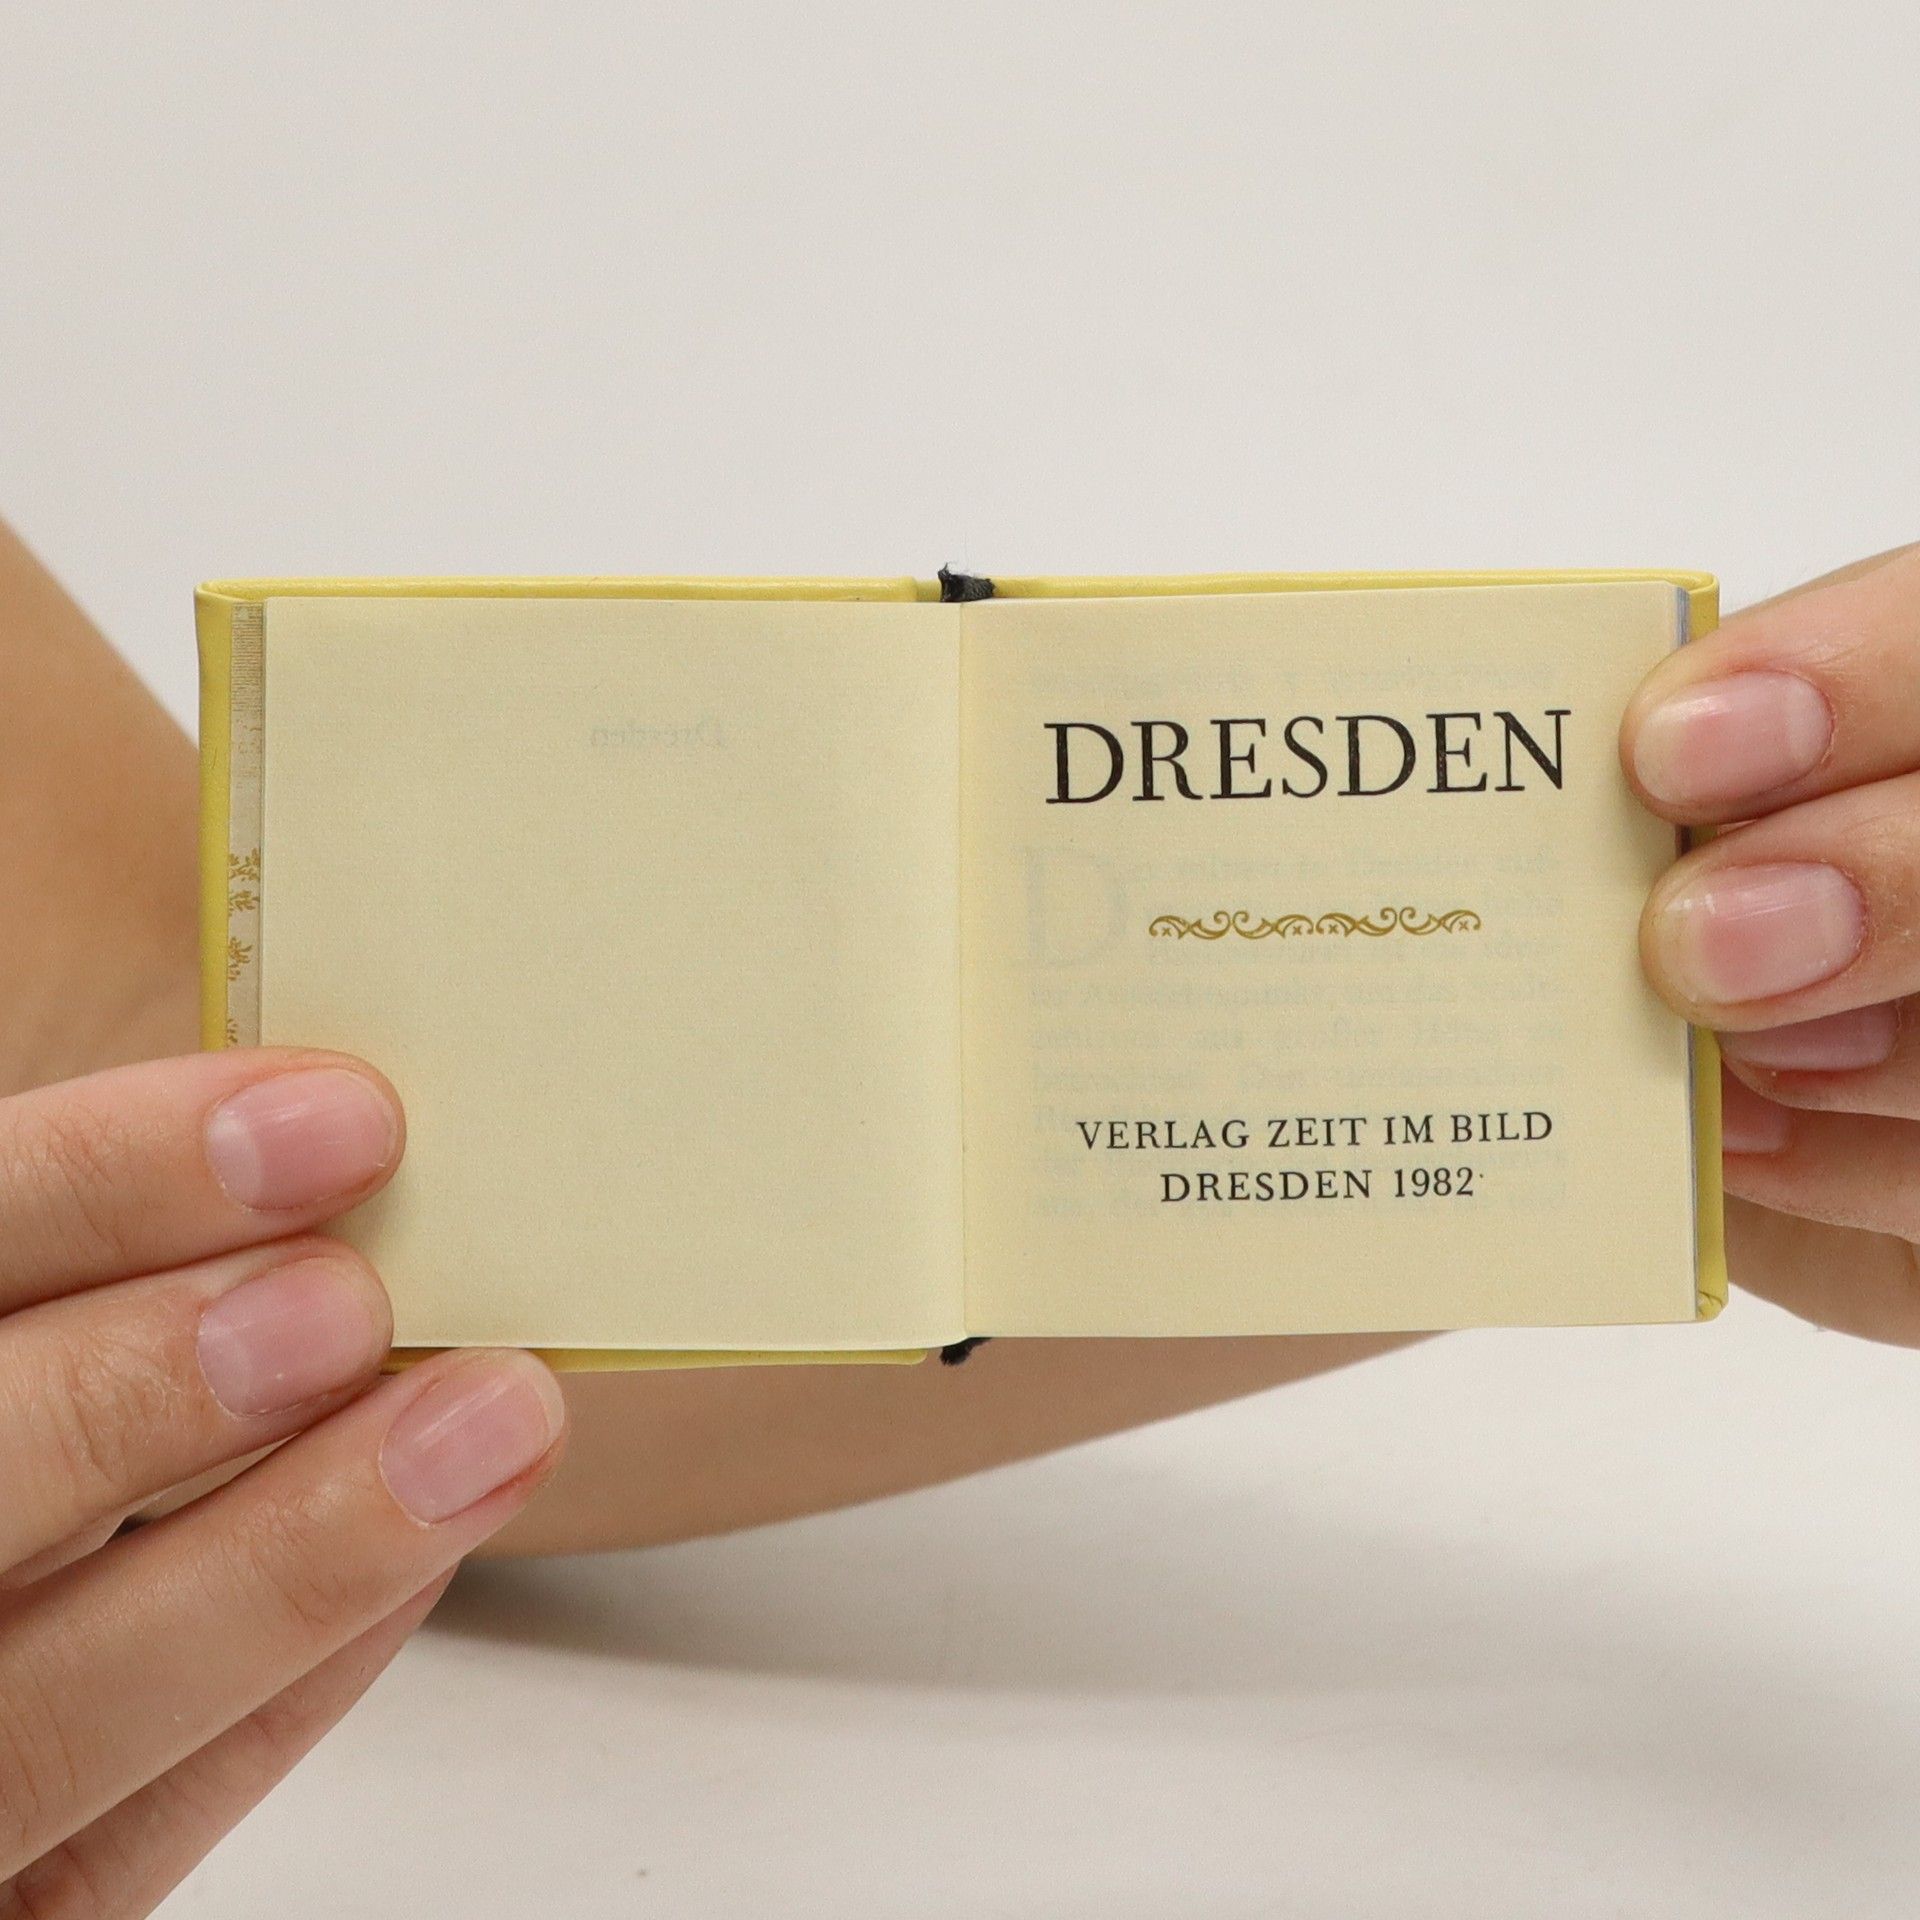 DRESDEN
VERLAG ZEIT IM BILD
DRESDEN 1982